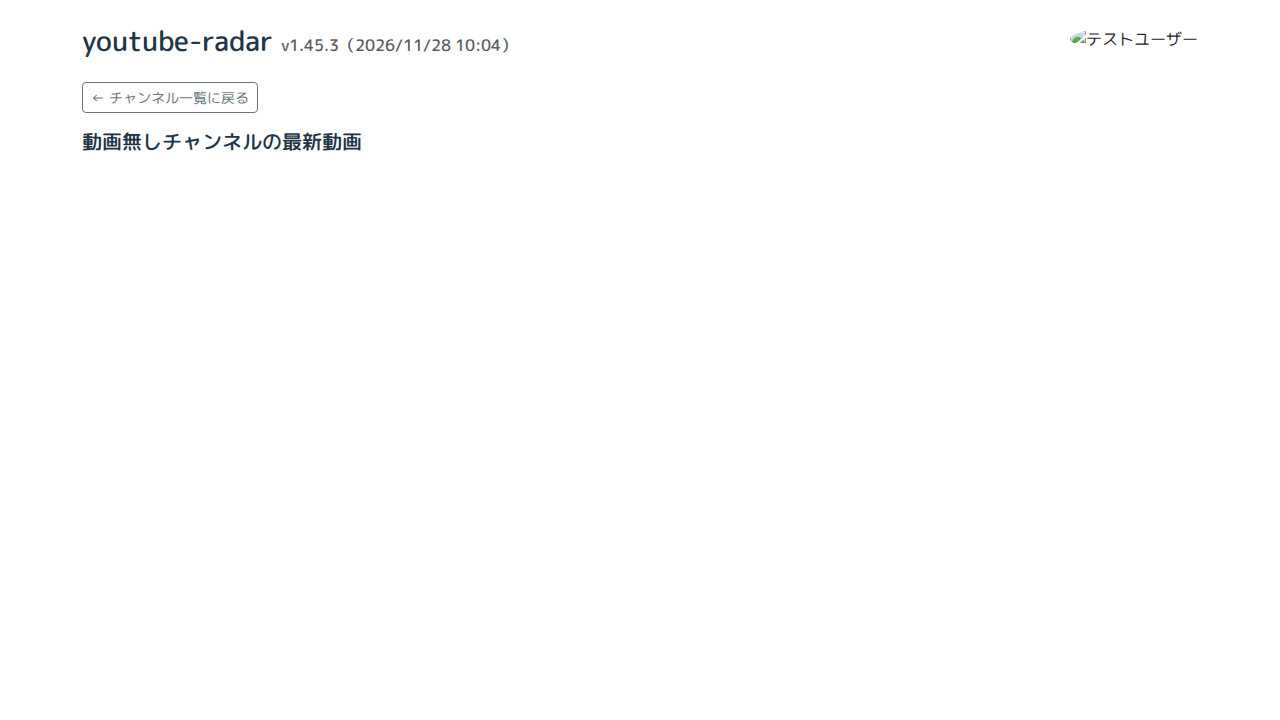 youtube-radar v1.45.3（2026/11/28 10:04）
テストユーザー
← チャンネル一覧に戻る
動画無しチャンネルの最新動画